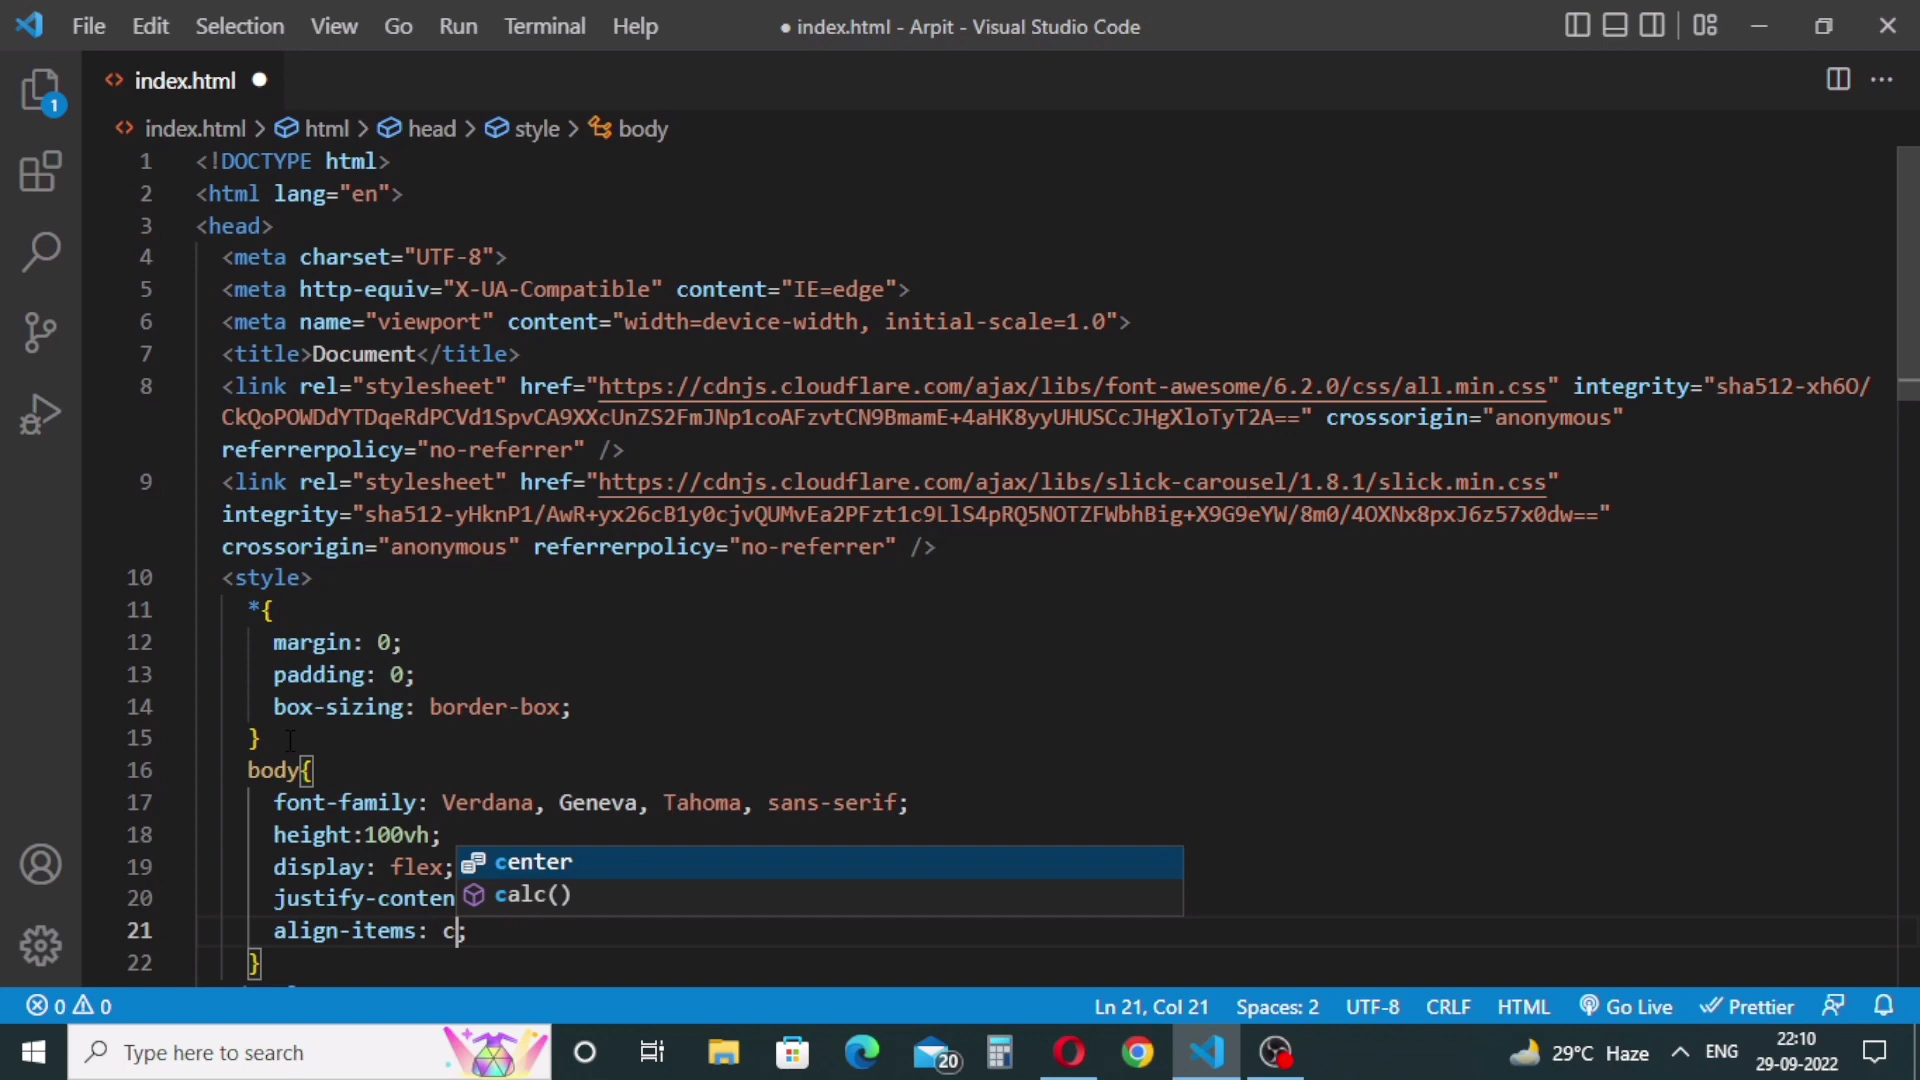 File Edit Selection View Go Run Terminal Help ● index.html - Arpit - Visual Studio Code
index.html
1
index.html > html > head > style > body
1 <!DOCTYPE html>
2 <html lang="en">
3 <head>
4 <meta charset="UTF-8">
5 <meta http-equiv="X-UA-Compatible" content="IE=edge">
6 <meta name="viewport" content="width=device-width, initial-scale=1.0">
7 <title>Document</title>
8 <link rel="stylesheet" href="https://cdnjs.cloudflare.com/ajax/libs/font-awesome/6.2.0/css/all.min.css" integrity="sha512-xh6O/
CkQoPOWDdYTDqeRdPCVd1SpvCA9XXcUnZS2FmJNp1coAFzvtCN9BmamE+4aHK8yyUHUSCcJHgXloTyT2A==" crossorigin="anonymous"
referrerpolicy="no-referrer" />
9 <link rel="stylesheet" href="https://cdnjs.cloudflare.com/ajax/libs/slick-carousel/1.8.1/slick.min.css"
integrity="sha512-yHknP1/AwR+yx26cB1y0cjvQUMvEa2PFzt1c9LlS4pRQ5NOTZFWbhBig+X9G9eYW/8m0/4OXNx8pxJ6z57x0dw=="
crossorigin="anonymous" referrerpolicy="no-referrer" />
10 <style>
11 *{
12 margin: 0;
13 padding: 0;
14 box-sizing: border-box;
15 }
16 body{
17 font-family: Verdana, Geneva, Tahoma, sans-serif;
18 height:100vh;
19 display: flex;
center
20 justify-conten
calc()
21 align-items: c;
22 }
0 0 Ln 21, Col 21 Spaces: 2 UTF-8 CRLF HTML Go Live Prettier
Type here to search 20 29°C Haze ENG 22:10
29-09-2022